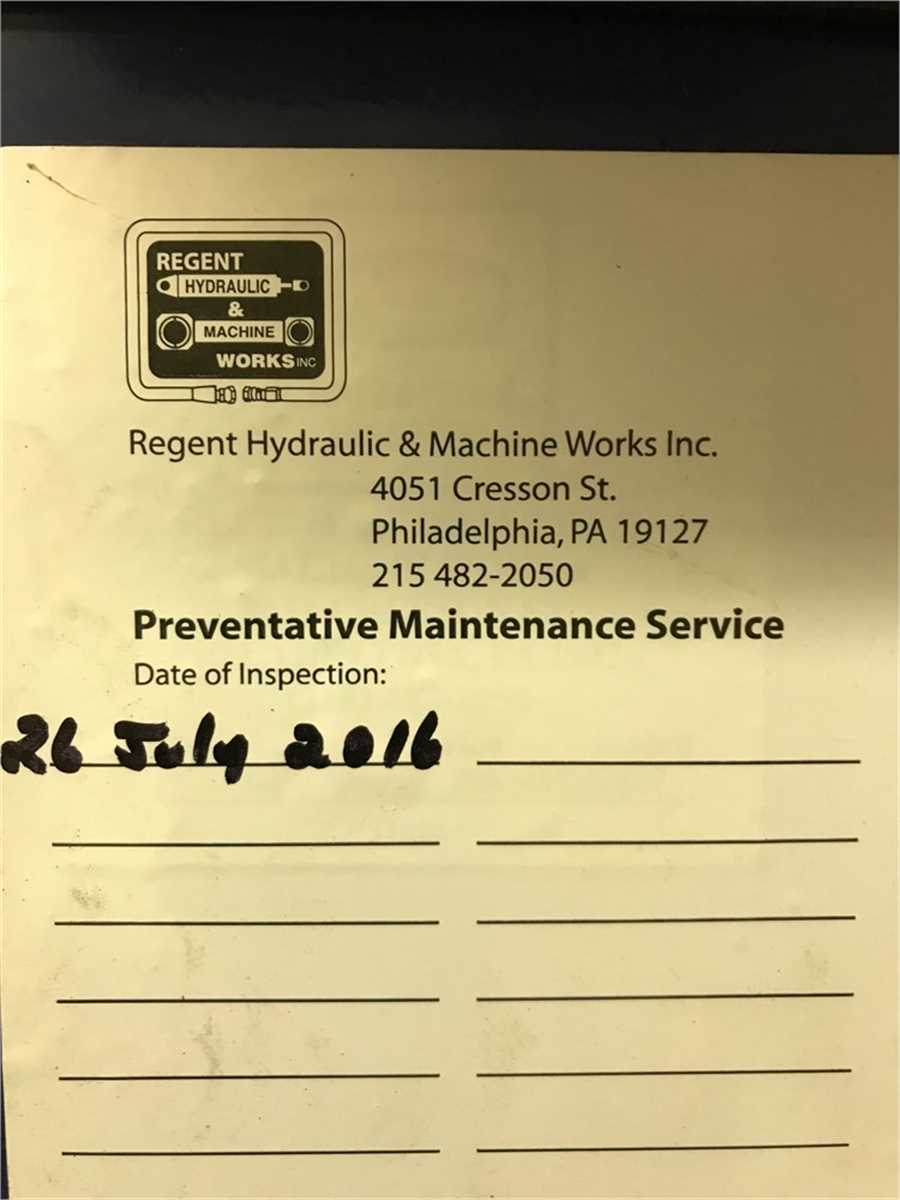 REGENT
HYDRAULIC
&
MACHINE
WORKS INC
Regent Hydraulic & Machine Works Inc.
4051 Cresson St.
Philadelphia, PA 19127
215 482-2050
Preventative Maintenance Service
Date of Inspection:
26 July 2016